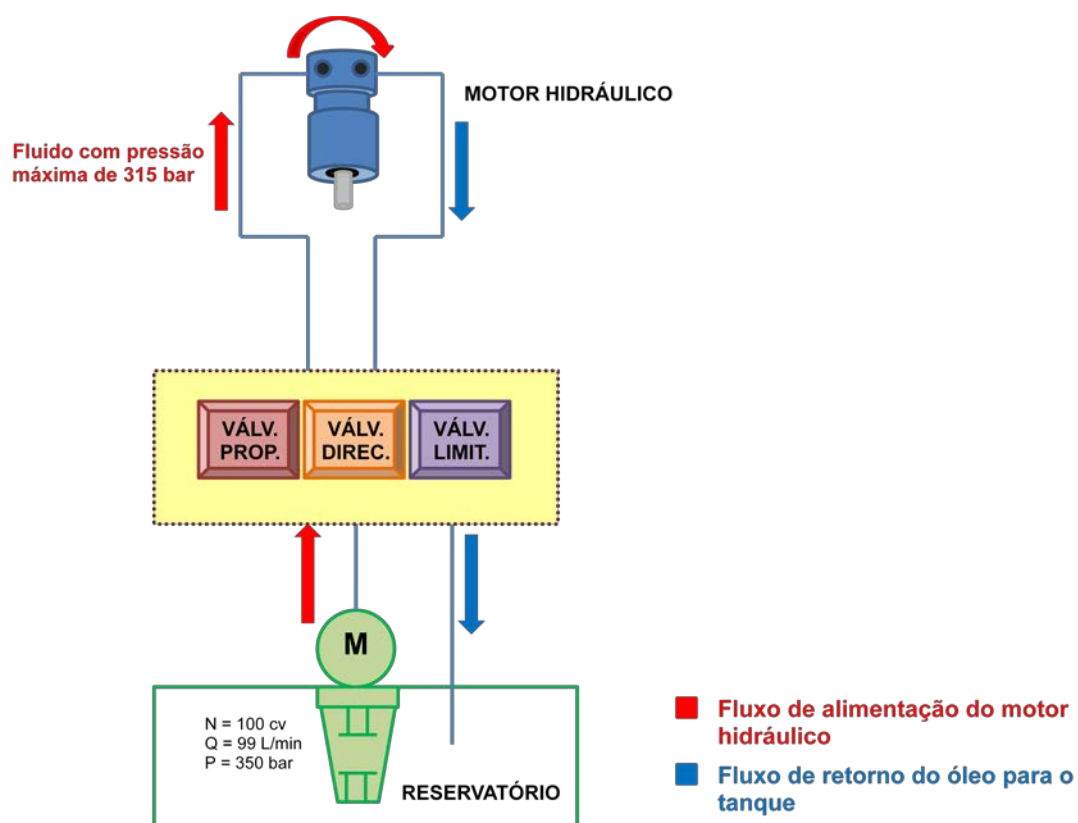 MOTOR HIDRÁULICO
Fluido com pressão
máxima de 315 bar
VÁLV.
PROP.
VÁLV.
DIREC.
VÁLV.
LIMIT.
M
N = 100 cv
Q = 99 L/min
P = 350 bar
RESERVATÓRIO
Fluxo de alimentação do motor
hidráulico
Fluxo de retorno do óleo para o
tanque